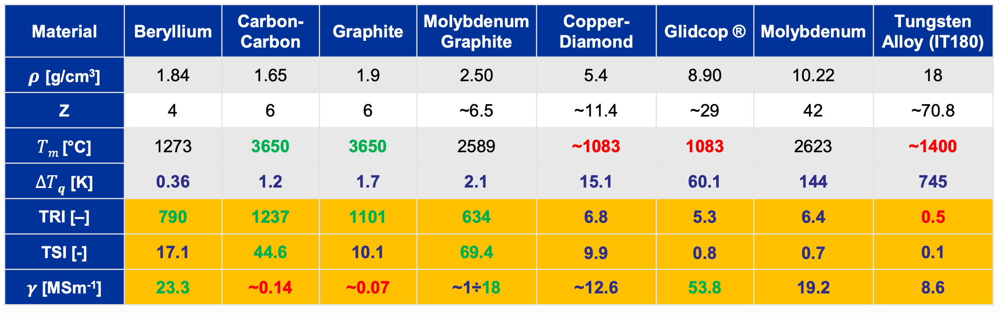 Material Beryllium Carbon-Carbon Graphite Molybdenum Graphite Copper-Diamond Glidcop ® Molybdenum Tungsten Alloy (IT180)
ρ [g/cm³] 1.84 1.65 1.9 2.50 5.4 8.90 10.22 18
Z 4 6 6 ~6.5 ~11.4 ~29 42 ~70.8
Tₘ [°C] 1273 3650 3650 2589 ~1083 1083 2623 ~1400
ΔT_q [K] 0.36 1.2 1.7 2.1 15.1 60.1 144 745
TRI [–] 790 1237 1101 634 6.8 5.3 6.4 0.5
TSI [-] 17.1 44.6 10.1 69.4 9.9 0.8 0.7 0.1
γ [MSm⁻¹] 23.3 ~0.14 ~0.07 ~1÷18 ~12.6 53.8 19.2 8.6